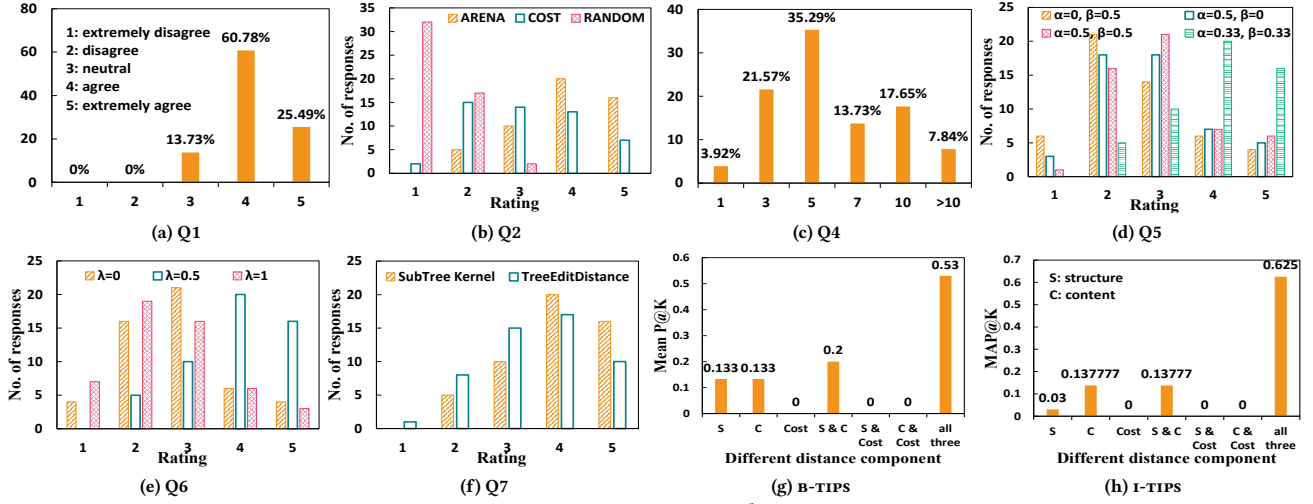 80
60
40
20
0
1: extremely disagree
2: disagree
3: neutral
4: agree
5: extremely agree
0%
0%
13.73%
60.78%
25.49%
1 2 3 4 5
(a) Q1
No. of responses
35
30
25
20
15
10
5
0
ARENA COST RANDOM
1 2 3 4 5
Rating
(b) Q2
40
30
20
10
0
3.92%
21.57%
35.29%
13.73%
17.65%
7.84%
1 3 5 7 10 >10
(c) Q4
No. of responses
25
20
15
10
5
0
α=0, β=0.5 α=0.5, β=0
α=0.5, β=0.5 α=0.33, β=0.33
1 2 3 4 5
Rating
(d) Q5
No. of responses
25
20
15
10
5
0
λ=0 λ=0.5 λ=1
1 2 3 4 5
Rating
(e) Q6
No. of responses
25
20
15
10
5
0
SubTree Kernel TreeEditDistance
1 2 3 4 5
Rating
(f) Q7
Mean P@K
0.6
0.5
0.4
0.3
0.2
0.1
0
0.133
0.133
0
0.2
0
0
0.53
S C Cost S & C S & Cost C & Cost all three
Different distance component
(g) B-TIPS
MAP@K
0.7
0.6
0.5
0.4
0.3
0.2
0.1
0
S: structure
C: content
0.03
0.137777
0
0.13777
0
0
0.625
S C Cost S & C S & Cost C & Cost all three
Different distance component
(h) I-TIPS